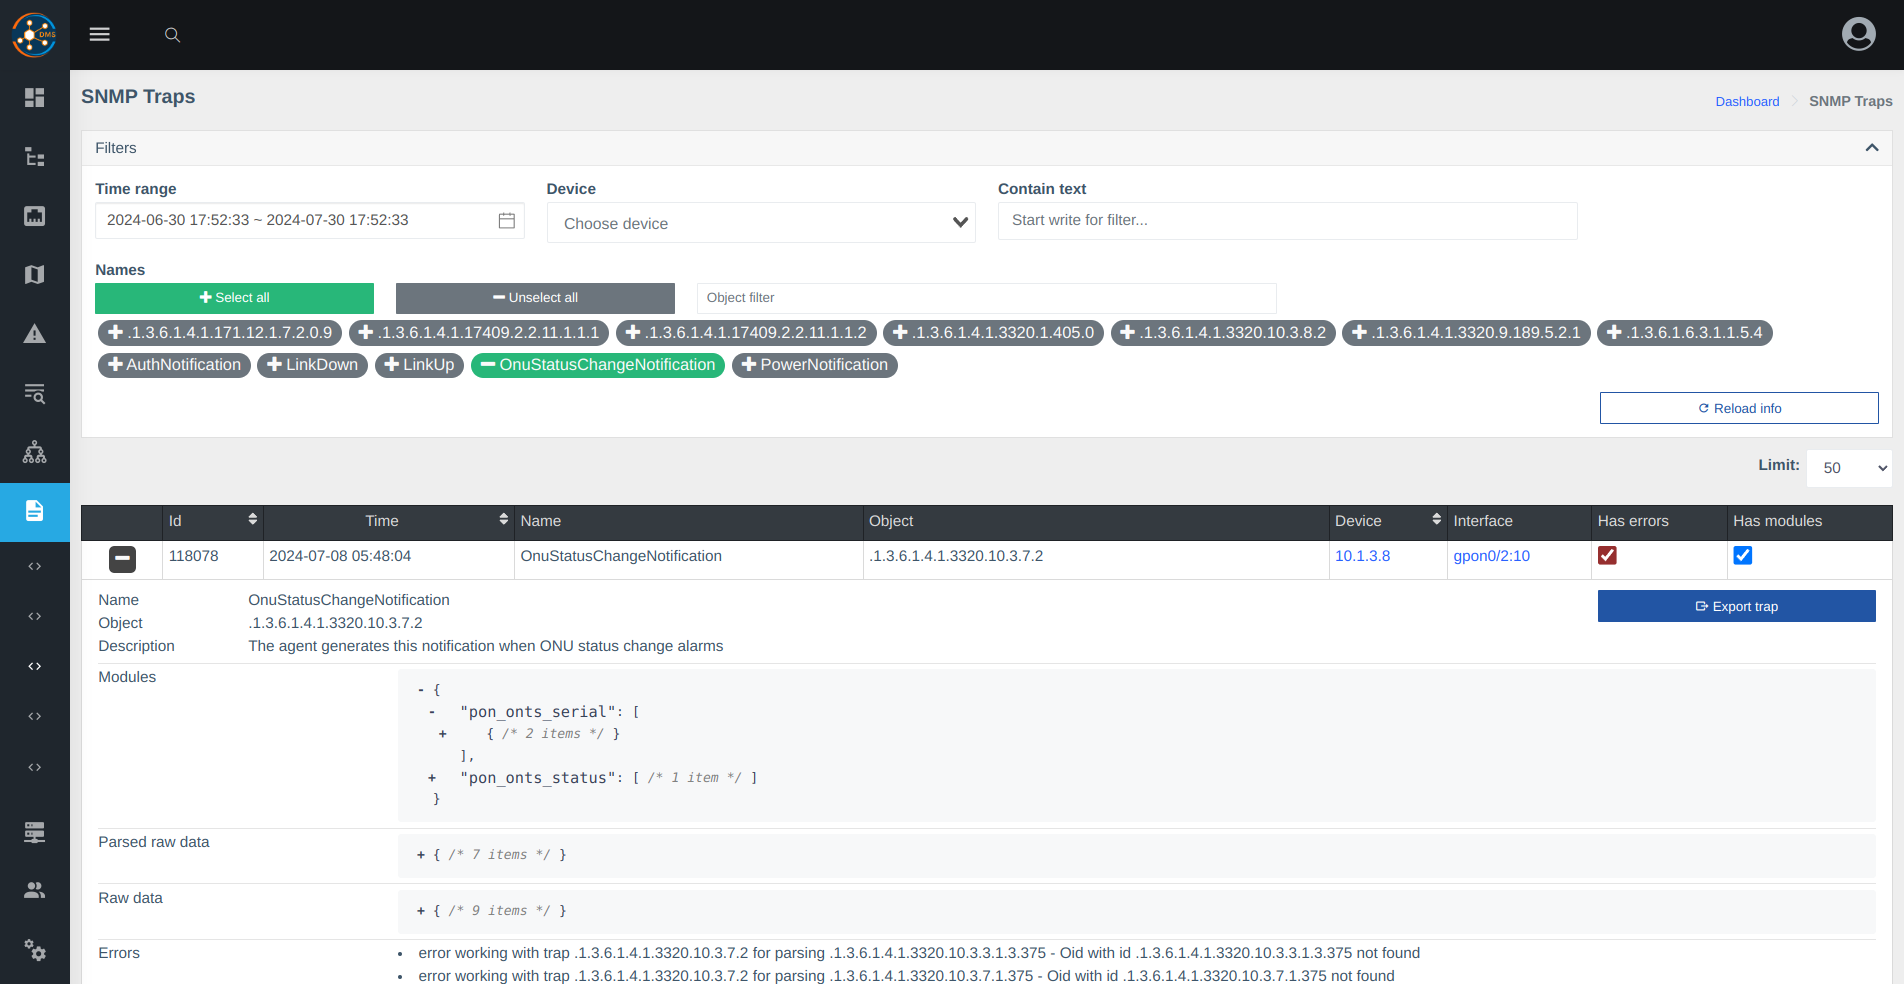 DMS
SNMP Traps
Dashboard
SNMP Traps
Filters
Time range
Device
Contain text
2024-06-30 17:52:33 ~ 2024-07-30 17:52:33
Choose device
Start write for filter...
Names
Select all
Unselect all
Object filter
.1.3.6.1.4.1.171.12.1.7.2.0.9
.1.3.6.1.4.1.17409.2.2.11.1.1.1
.1.3.6.1.4.1.17409.2.2.11.1.1.2
.1.3.6.1.4.1.3320.1.405.0
.1.3.6.1.4.1.3320.10.3.8.2
.1.3.6.1.4.1.3320.9.189.5.2.1
.1.3.6.1.6.3.1.1.5.4
AuthNotification
LinkDown
LinkUp
OnuStatusChangeNotification
PowerNotification
Reload info
Limit: 50
Id Time Name Object Device Interface Has errors Has modules
118078 2024-07-08 05:48:04 OnuStatusChangeNotification .1.3.6.1.4.1.3320.10.3.7.2 10.1.3.8 gpon0/2:10
Name OnuStatusChangeNotification
Export trap
Object .1.3.6.1.4.1.3320.10.3.7.2
Description The agent generates this notification when ONU status change alarms
Modules
- {
- "pon_onts_serial": [
+ { /* 2 items */ }
],
+ "pon_onts_status": [ /* 1 item */ ]
}
Parsed raw data
+ { /* 7 items */ }
Raw data
+ { /* 9 items */ }
Errors
• error working with trap .1.3.6.1.4.1.3320.10.3.7.2 for parsing .1.3.6.1.4.1.3320.10.3.3.1.3.375 - Oid with id .1.3.6.1.4.1.3320.10.3.3.1.3.375 not found
• error working with trap .1.3.6.1.4.1.3320.10.3.7.2 for parsing .1.3.6.1.4.1.3320.10.3.7.1.375 - Oid with id .1.3.6.1.4.1.3320.10.3.7.1.375 not found